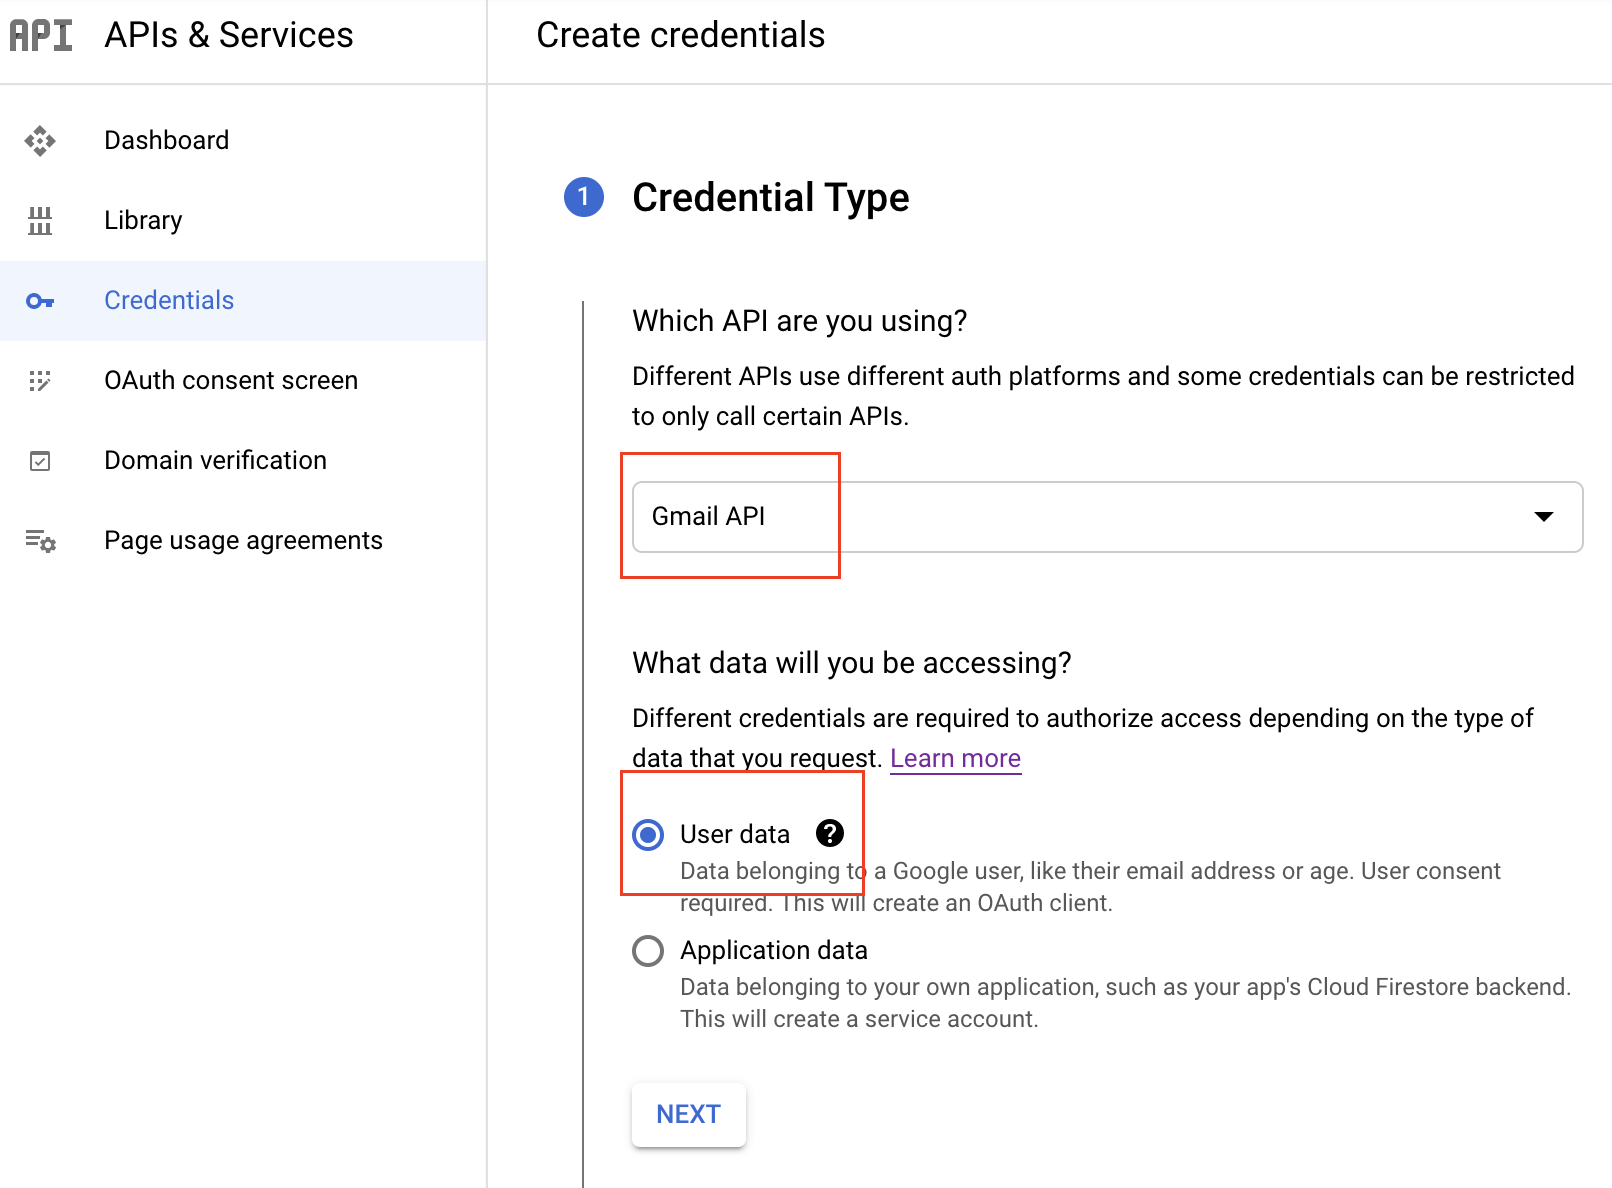 API APIs & Services
Create credentials
Dashboard
Library
Credentials
OAuth consent screen
Domain verification
Page usage agreements
1 Credential Type
Which API are you using?
Different APIs use different auth platforms and some credentials can be restricted
to only call certain APIs.
Gmail API
What data will you be accessing?
Different credentials are required to authorize access depending on the type of
data that you request. Learn more
User data ?
Data belonging to a Google user, like their email address or age. User consent
required. This will create an OAuth client.
Application data
Data belonging to your own application, such as your app's Cloud Firestore backend.
This will create a service account.
NEXT